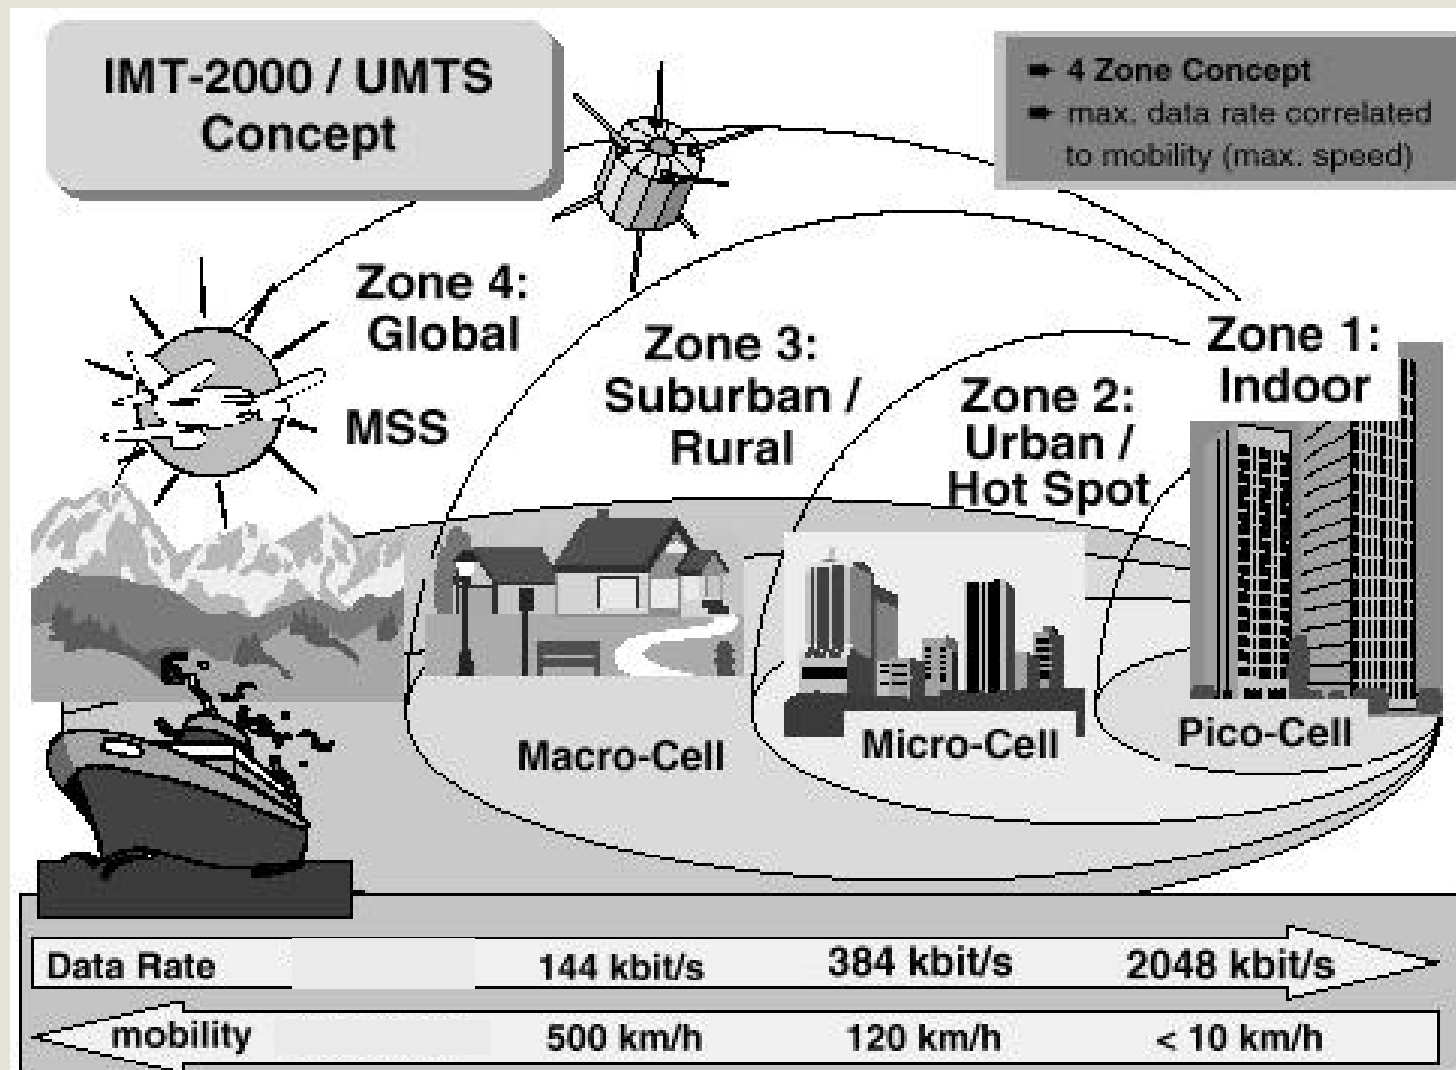 IMT-2000 / UMTS
Concept
➨ 4 Zone Concept
➨ max. data rate correlated
to mobility (max. speed)
Zone 4:
Global
MSS
Zone 3:
Suburban /
Rural
Zone 2:
Urban /
Hot Spot
Zone 1:
Indoor
Macro-Cell
Micro-Cell
Pico-Cell
Data Rate 144 kbit/s 384 kbit/s 2048 kbit/s
mobility 500 km/h 120 km/h < 10 km/h